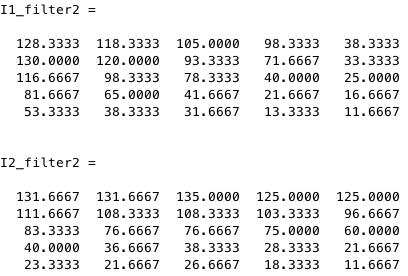 I1_filter2 =
128.3333 118.3333 105.0000 98.3333 38.3333
130.0000 120.0000 93.3333 71.6667 33.3333
116.6667 98.3333 78.3333 40.0000 25.0000
81.6667 65.0000 41.6667 21.6667 16.6667
53.3333 38.3333 31.6667 13.3333 11.6667
I2_filter2 =
131.6667 131.6667 135.0000 125.0000 125.0000
111.6667 108.3333 108.3333 103.3333 96.6667
83.3333 76.6667 76.6667 75.0000 60.0000
40.0000 36.6667 38.3333 28.3333 21.6667
23.3333 21.6667 26.6667 18.3333 11.6667